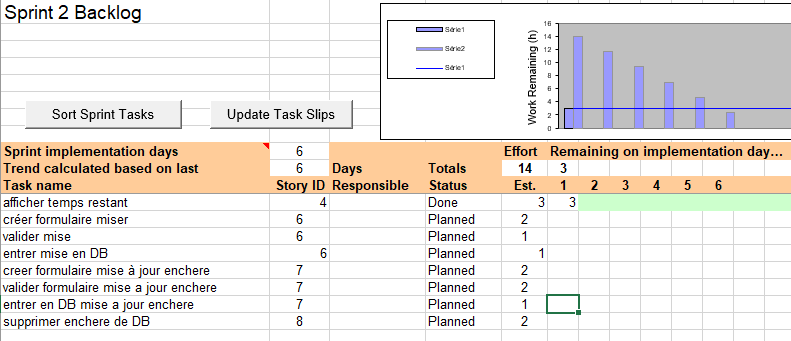 Sprint 2 Backlog
Série1
Série2
Série1
Work Remaining (h)
16
14
12
10
8
6
4
2
0
Sort Sprint Tasks
Update Task Slips
Sprint implementation days 6 Effort Remaining on implementation day…
Trend calculated based on last 6 Days Totals 14 3
Task name Story ID Responsible Status Est. 1 2 3 4 5 6
afficher temps restant 4 Done 3 3
créer formulaire miser 6 Planned 2
valider mise 6 Planned 1
entrer mise en DB 6 Planned 1
creer formulaire mise à jour enchere 7 Planned 2
valider formulaire mise a jour enchere 7 Planned 2
entrer en DB mise a jour enchere 7 Planned 1
supprimer enchere de DB 8 Planned 2